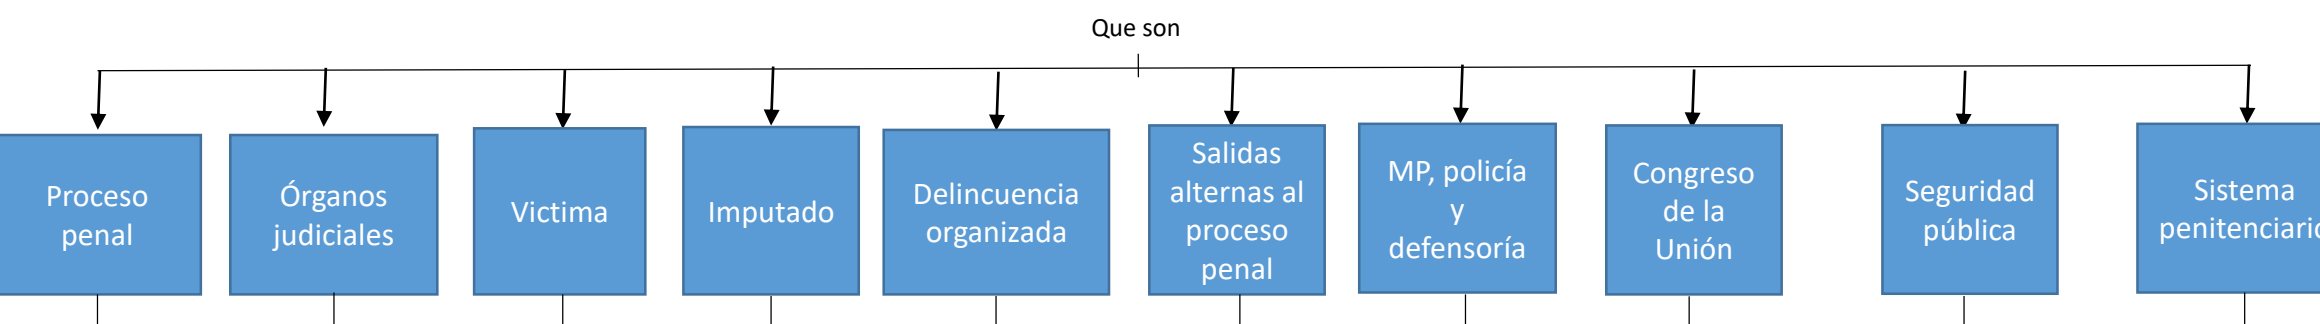 Que son
Proceso
penal
Órganos
judiciales
Victima
Imputado
Delincuencia
organizada
Salidas
alternas al
proceso
penal
MP, policía
y
defensoría
Congreso
de la
Unión
Seguridad
pública
Sistema
penitenciario